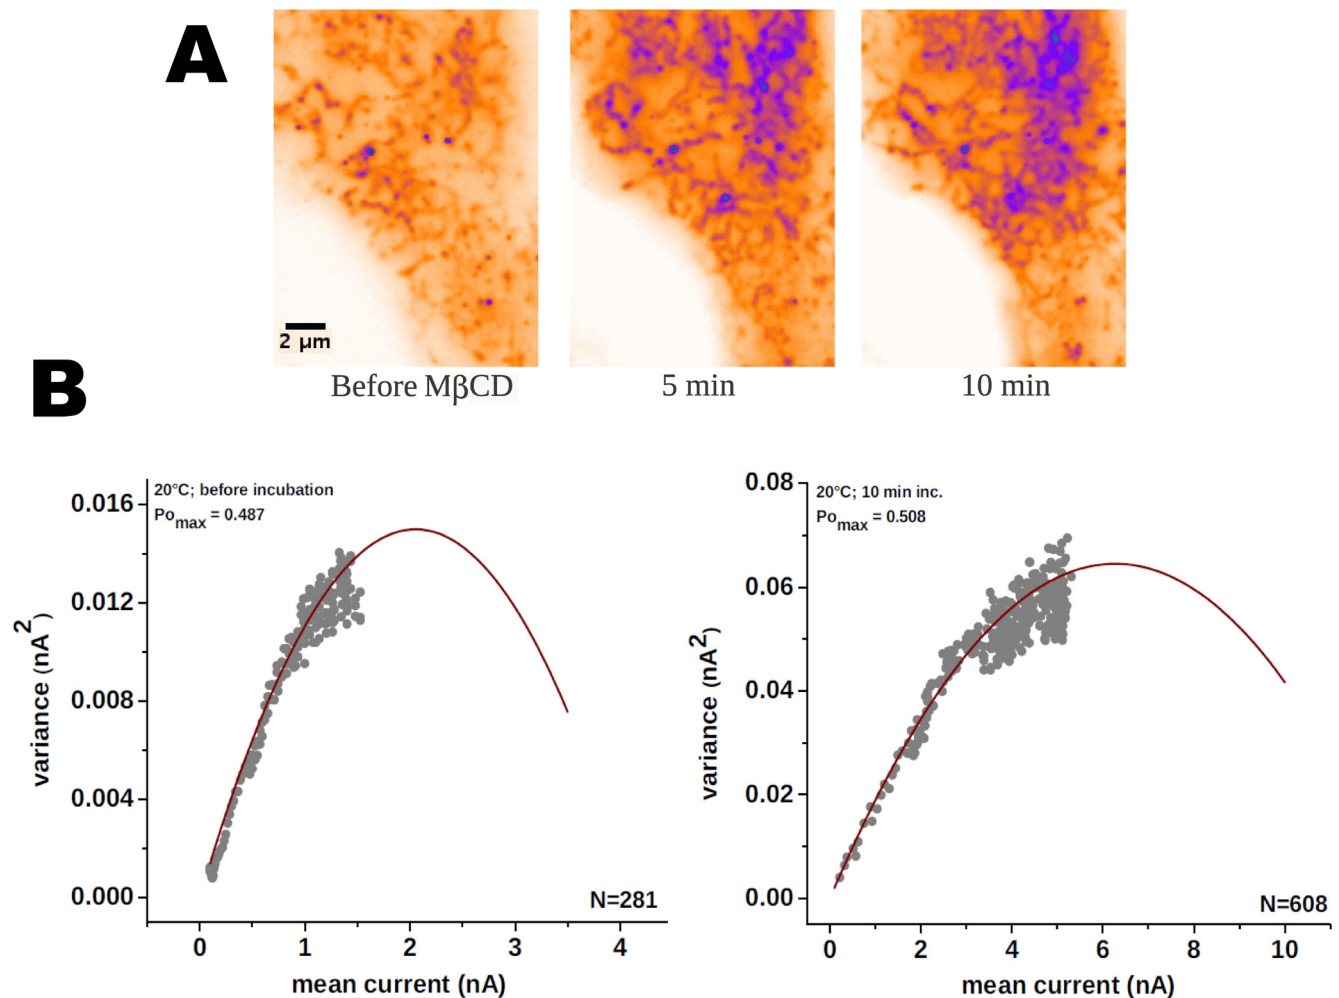 A
2 μm
Before MβCD
5 min
10 min
B
20°C; before incubation
Pomax = 0.487
0.016
0.012
0.008
0.004
0.000
variance (nA2)
N=281
0 1 2 3 4
mean current (nA)
20°C; 10 min inc.
Pomax = 0.508
0.08
0.06
0.04
0.02
0.00
variance (nA2)
N=608
0 2 4 6 8 10
mean current (nA)